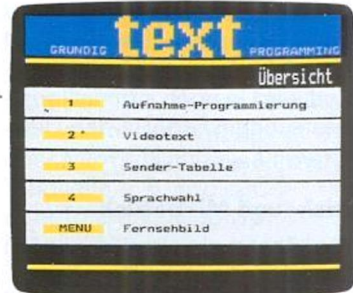 GRUNDIG text PROGRAMMING
Übersicht
1 Aufnahme-Programmierung
2 Videotext
3 Sender-Tabelle
4 Sprachwahl
MENU Fernsehbild